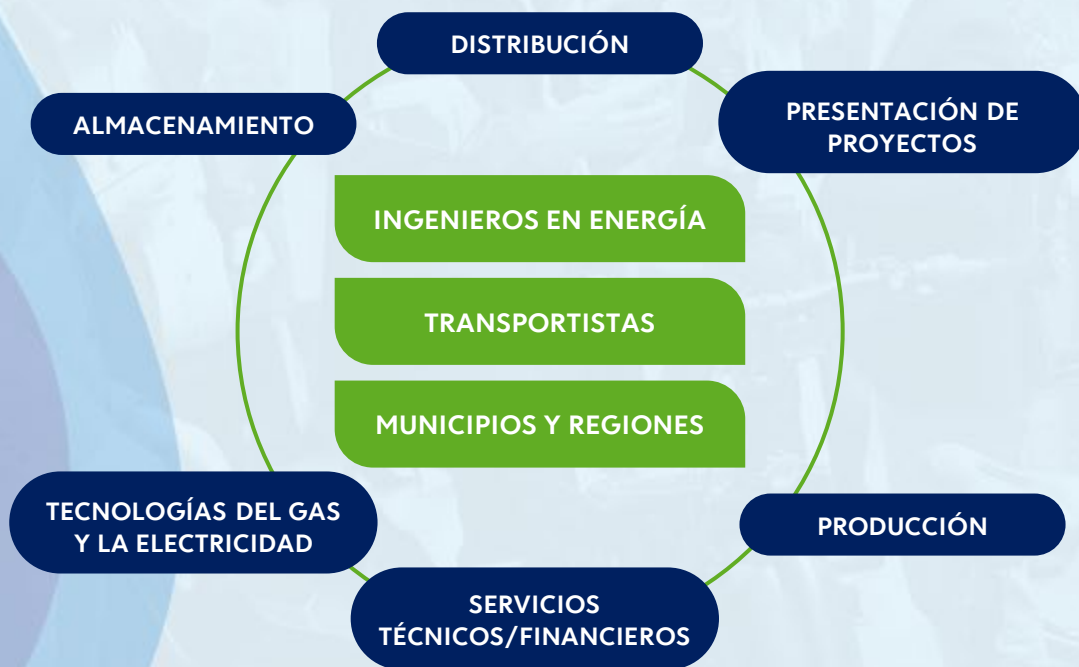 DISTRIBUCIÓN
ALMACENAMIENTO
PRESENTACIÓN DE
PROYECTOS
INGENIEROS EN ENERGÍA
TRANSPORTISTAS
MUNICIPIOS Y REGIONES
TECNOLOGÍAS DEL GAS
Y LA ELECTRICIDAD
PRODUCCIÓN
SERVICIOS
TÉCNICOS/FINANCIEROS